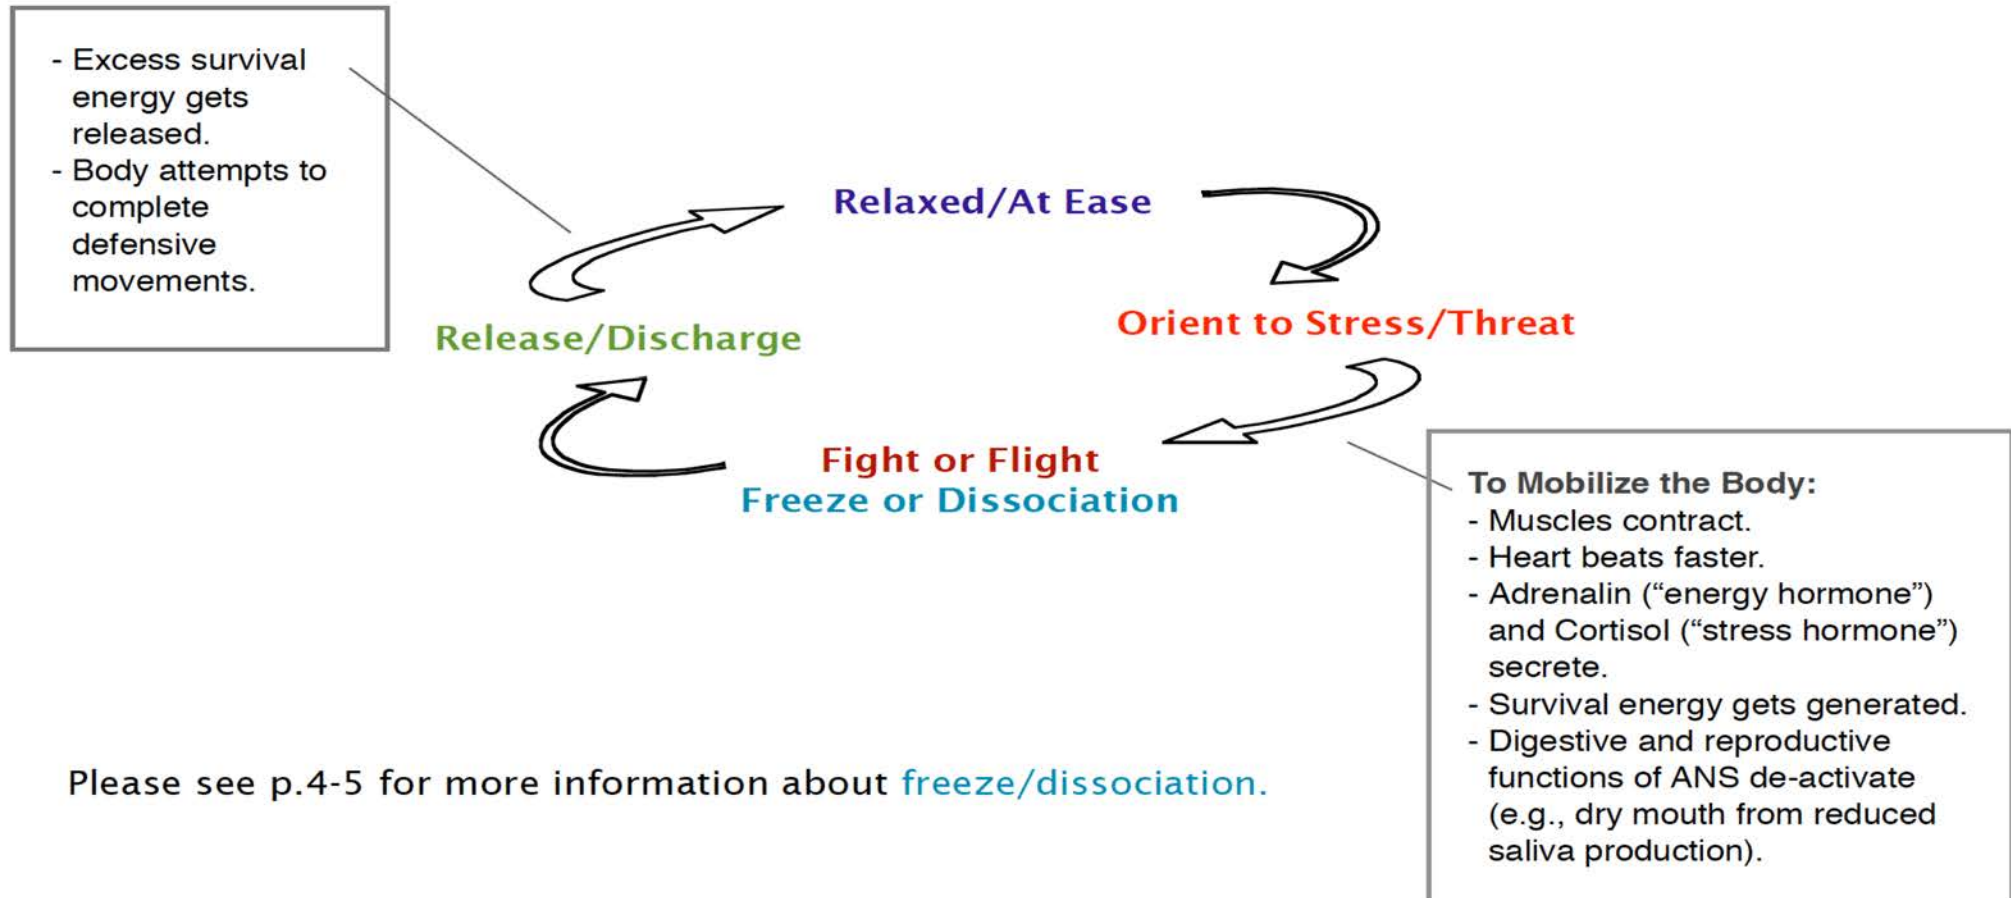 - Excess survival
energy gets
released.
- Body attempts to
complete
defensive
movements.
Relaxed/At Ease
Orient to Stress/Threat
Release/Discharge
Fight or Flight
Freeze or Dissociation
To Mobilize the Body:
- Muscles contract.
- Heart beats faster.
- Adrenalin (“energy hormone”)
and Cortisol (“stress hormone”)
secrete.
- Survival energy gets generated.
- Digestive and reproductive
functions of ANS de-activate
(e.g., dry mouth from reduced
saliva production).
Please see p.4-5 for more information about freeze/dissociation.